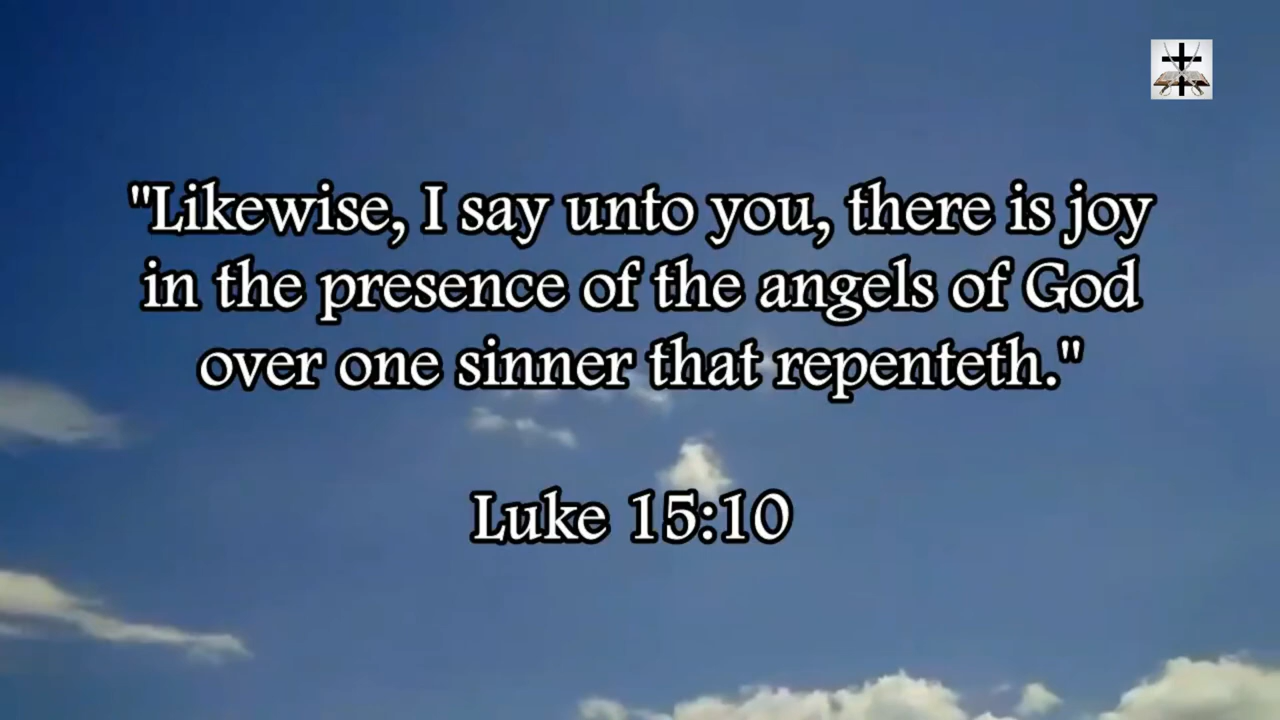 "Likewise, I say unto you, there is joy
in the presence of the angels of God
over one sinner that repenteth."
Luke 15:10